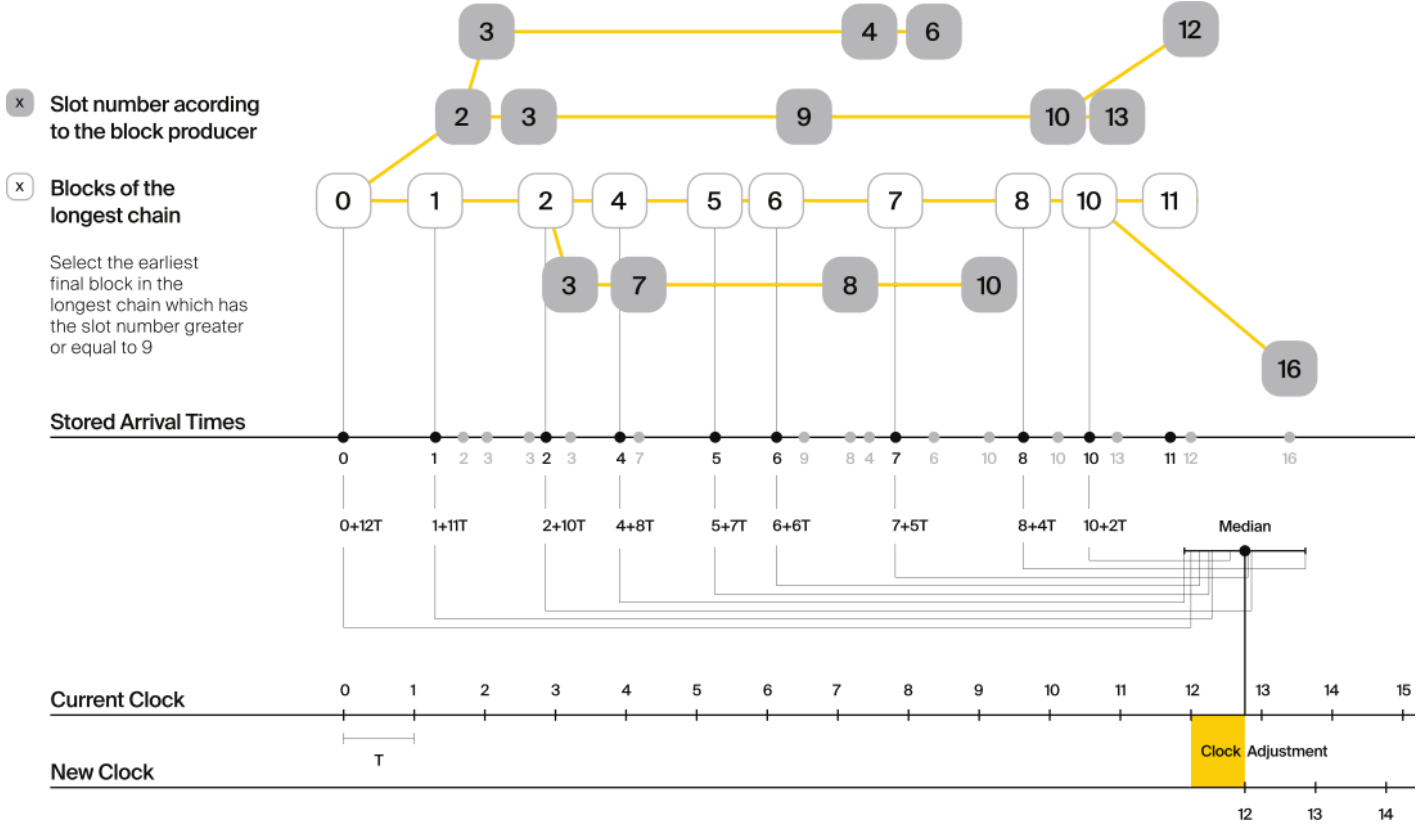 3 4 6 12
x Slot number acording
to the block producer
2 3 9 10 13
x Blocks of the
longest chain
0 1 2 4 5 6 7 8 10 11
Select the earliest
final block in the
longest chain which has
the slot number greater
or equal to 9
3 7 8 10
16
Stored Arrival Times
0 1 2 3 3 2 3 4 7 5 6 9 8 4 7 6 10 8 10 10 13 11 12 16
0+12T 1+11T 2+10T 4+8T 5+7T 6+6T 7+5T 8+4T 10+2T Median
Current Clock 0 1 2 3 4 5 6 7 8 9 10 11 12 13 14 15
T
Clock Adjustment
New Clock
12 13 14